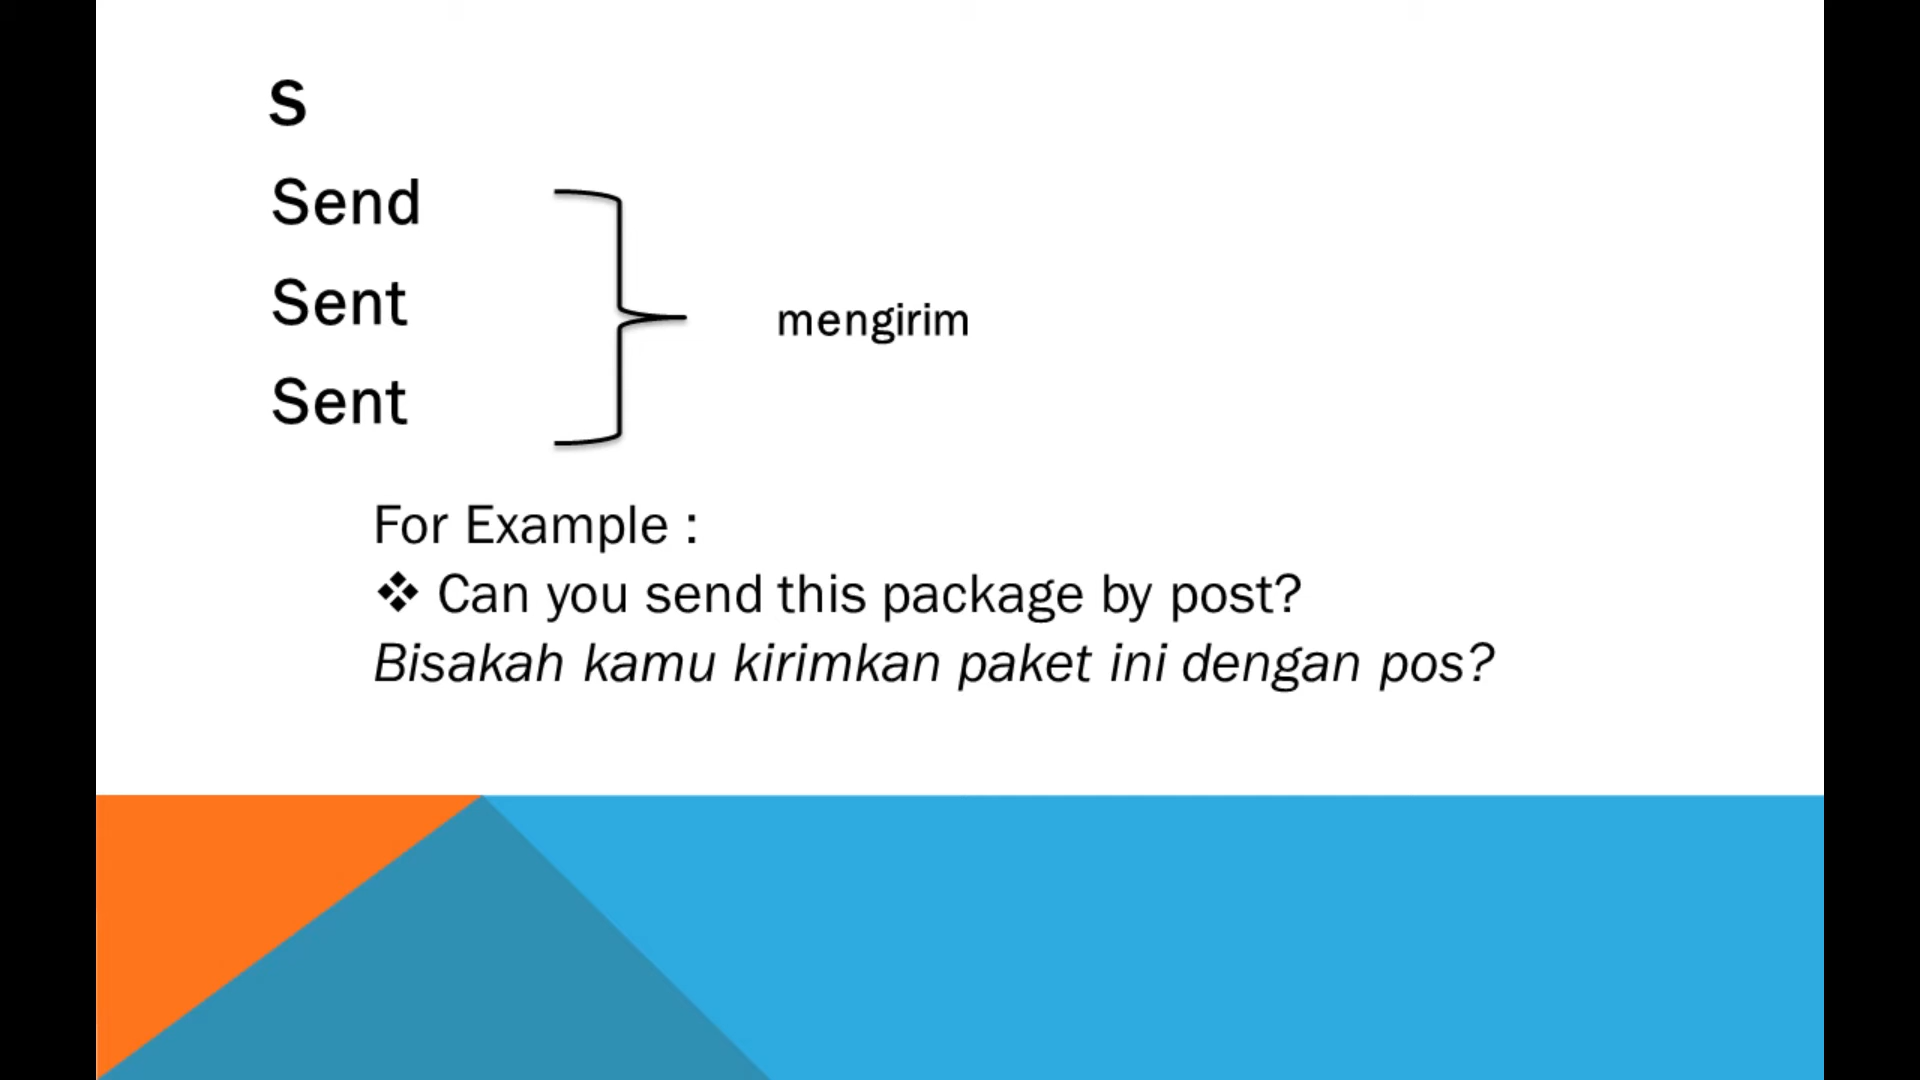 S
Send
Sent
mengirim
Sent
For Example :
❖ Can you send this package by post?
Bisakah kamu kirimkan paket ini dengan pos?